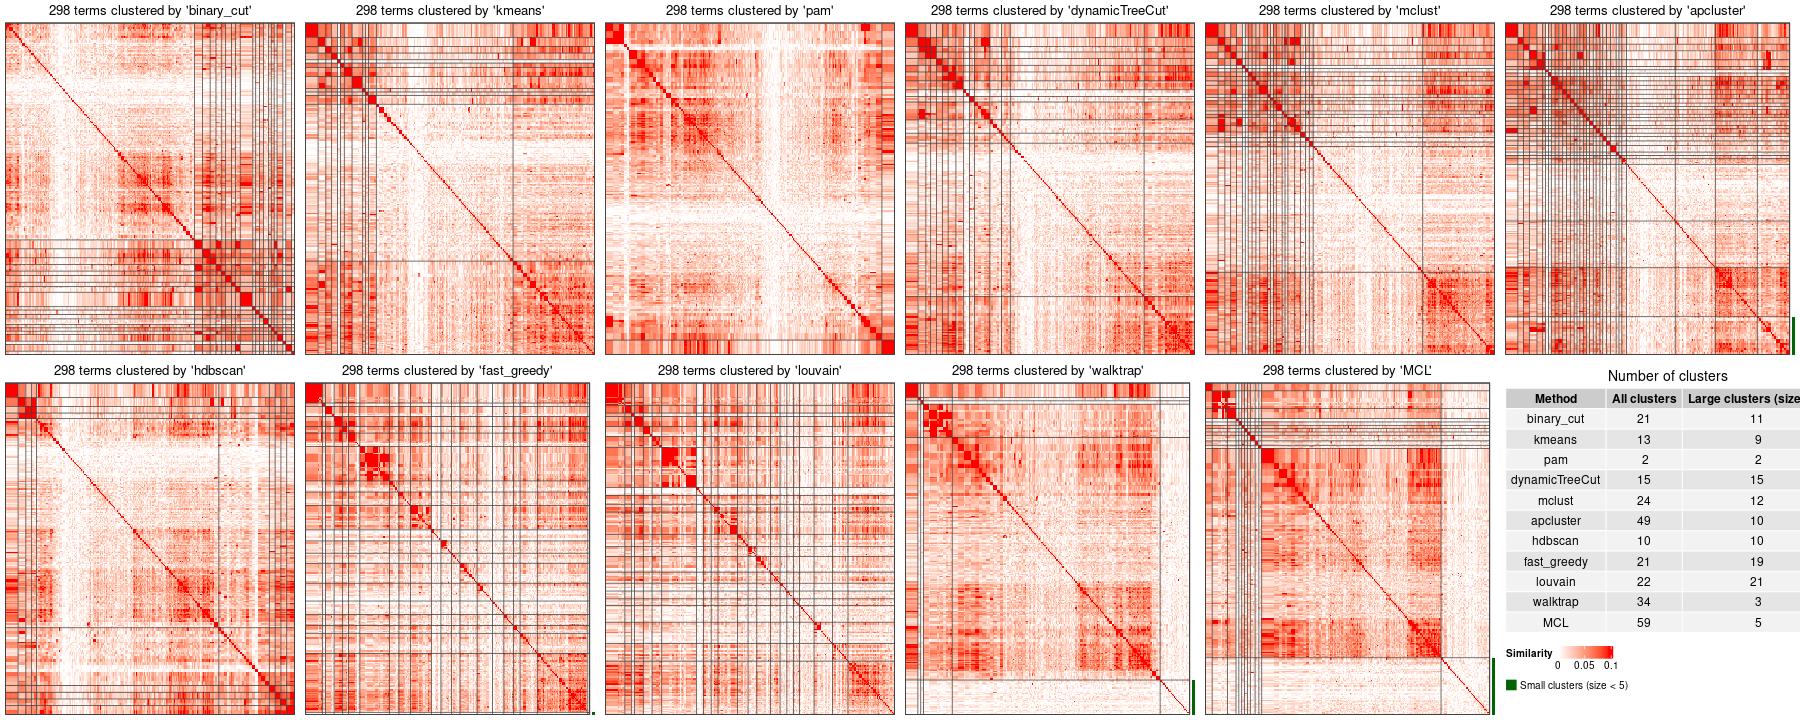 298 terms clustered by 'binary_cut'
298 terms clustered by 'kmeans'
298 terms clustered by 'pam'
298 terms clustered by 'dynamicTreeCut'
298 terms clustered by 'mclust'
298 terms clustered by 'apcluster'
298 terms clustered by 'hdbscan'
298 terms clustered by 'fast_greedy'
298 terms clustered by 'louvain'
298 terms clustered by 'walktrap'
298 terms clustered by 'MCL'
Number of clusters
Method All clusters Large clusters (size
binary_cut 21 11
kmeans 13 9
pam 2 2
dynamicTreeCut 15 15
mclust 24 12
apcluster 49 10
hdbscan 10 10
fast_greedy 21 19
louvain 22 21
walktrap 34 3
MCL 59 5
Similarity
0 0.05 0.1
Small clusters (size < 5)